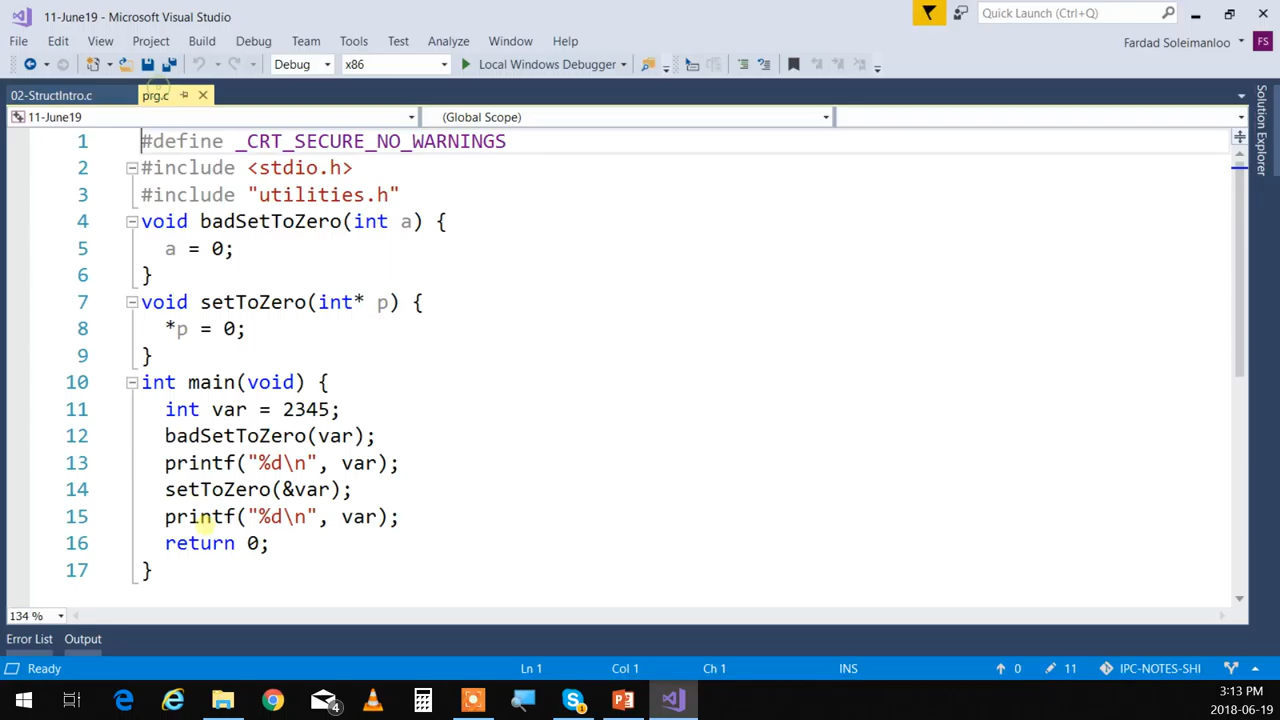 11-June19 - Microsoft Visual Studio
Quick Launch (Ctrl+Q)
File Edit View Project Build Debug Team Tools Test Analyze Window Help
Fardad Soleimanloo FS
Debug x86 Local Windows Debugger
02-StructIntro.c prg.c
11-June19 (Global Scope)
Solution Explorer
1 #define _CRT_SECURE_NO_WARNINGS
2 #include <stdio.h>
3 #include "utilities.h"
4 void badSetToZero(int a) {
5 a = 0;
6 }
7 void setToZero(int* p) {
8 *p = 0;
9 }
10 int main(void) {
11 int var = 2345;
12 badSetToZero(var);
13 printf("%d\n", var);
14 setToZero(&var);
15 printf("%d\n", var);
16 return 0;
17 }
134 %
Error List Output
Ready Ln 1 Col 1 Ch 1 INS 0 11 IPC-NOTES-SHI
4
1
3:13 PM
2018-06-19